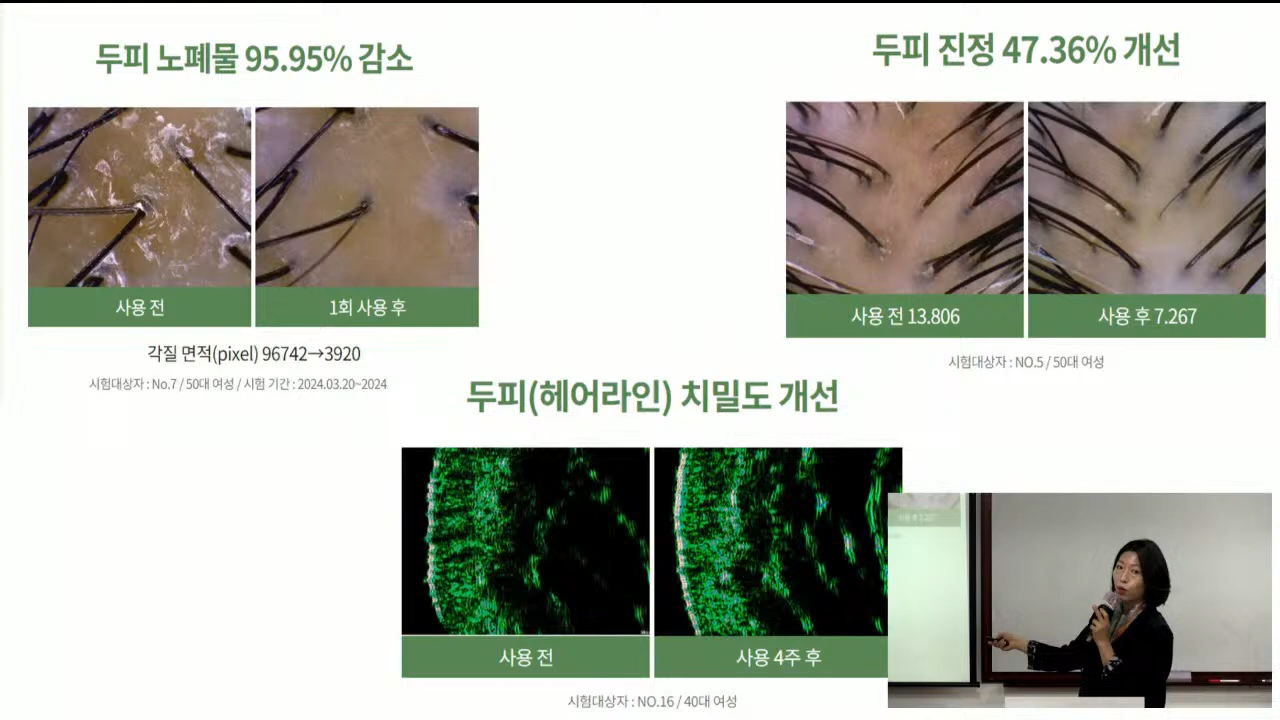 두피 노폐물 95.95% 감소
사용 전
1회 사용 후
각질 면적(pixel) 96742→3920
시험대상자 : No.7 / 50대 여성 / 시험 기간 : 2024.03.20~2024
두피 진정 47.36% 개선
사용 전 13.806
사용 후 7.267
시험대상자 : NO.5 / 50대 여성
두피(헤어라인) 치밀도 개선
사용 전
사용 4주 후
시험대상자 : NO.16 / 40대 여성